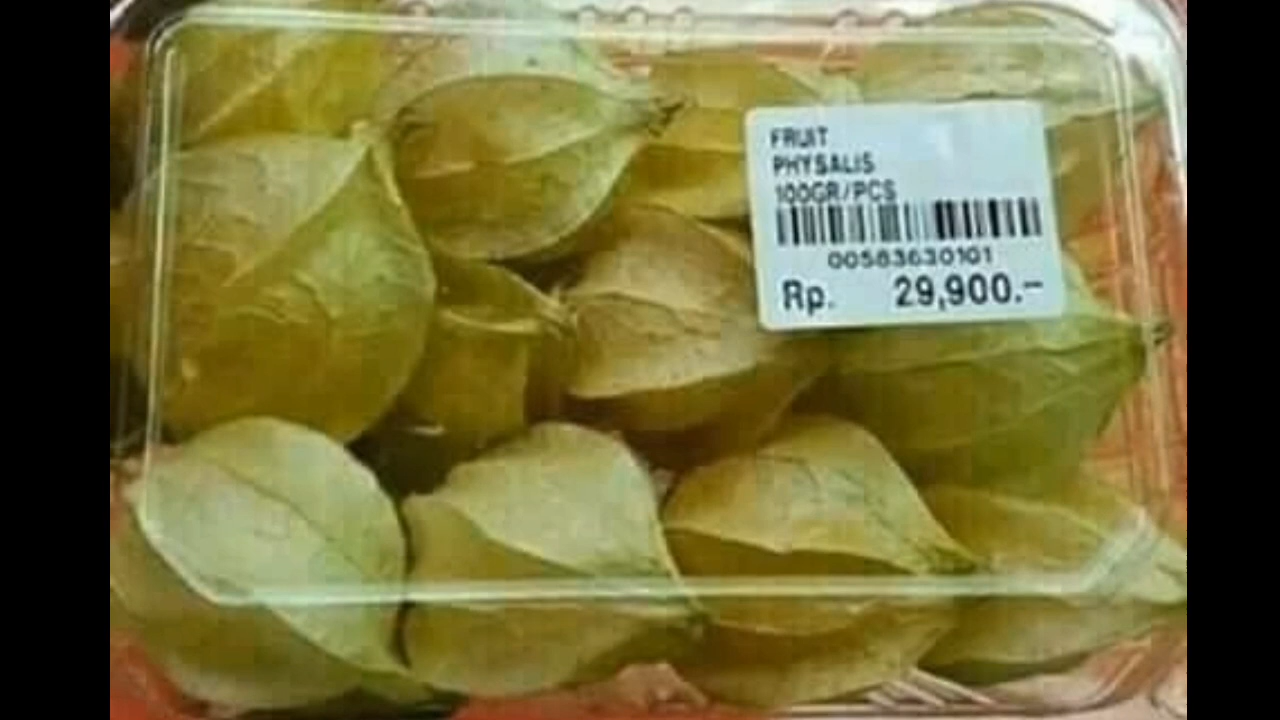 FRUIT
PHYSALIS
100GR/PCS
00583630101
Rp. 29,900.-